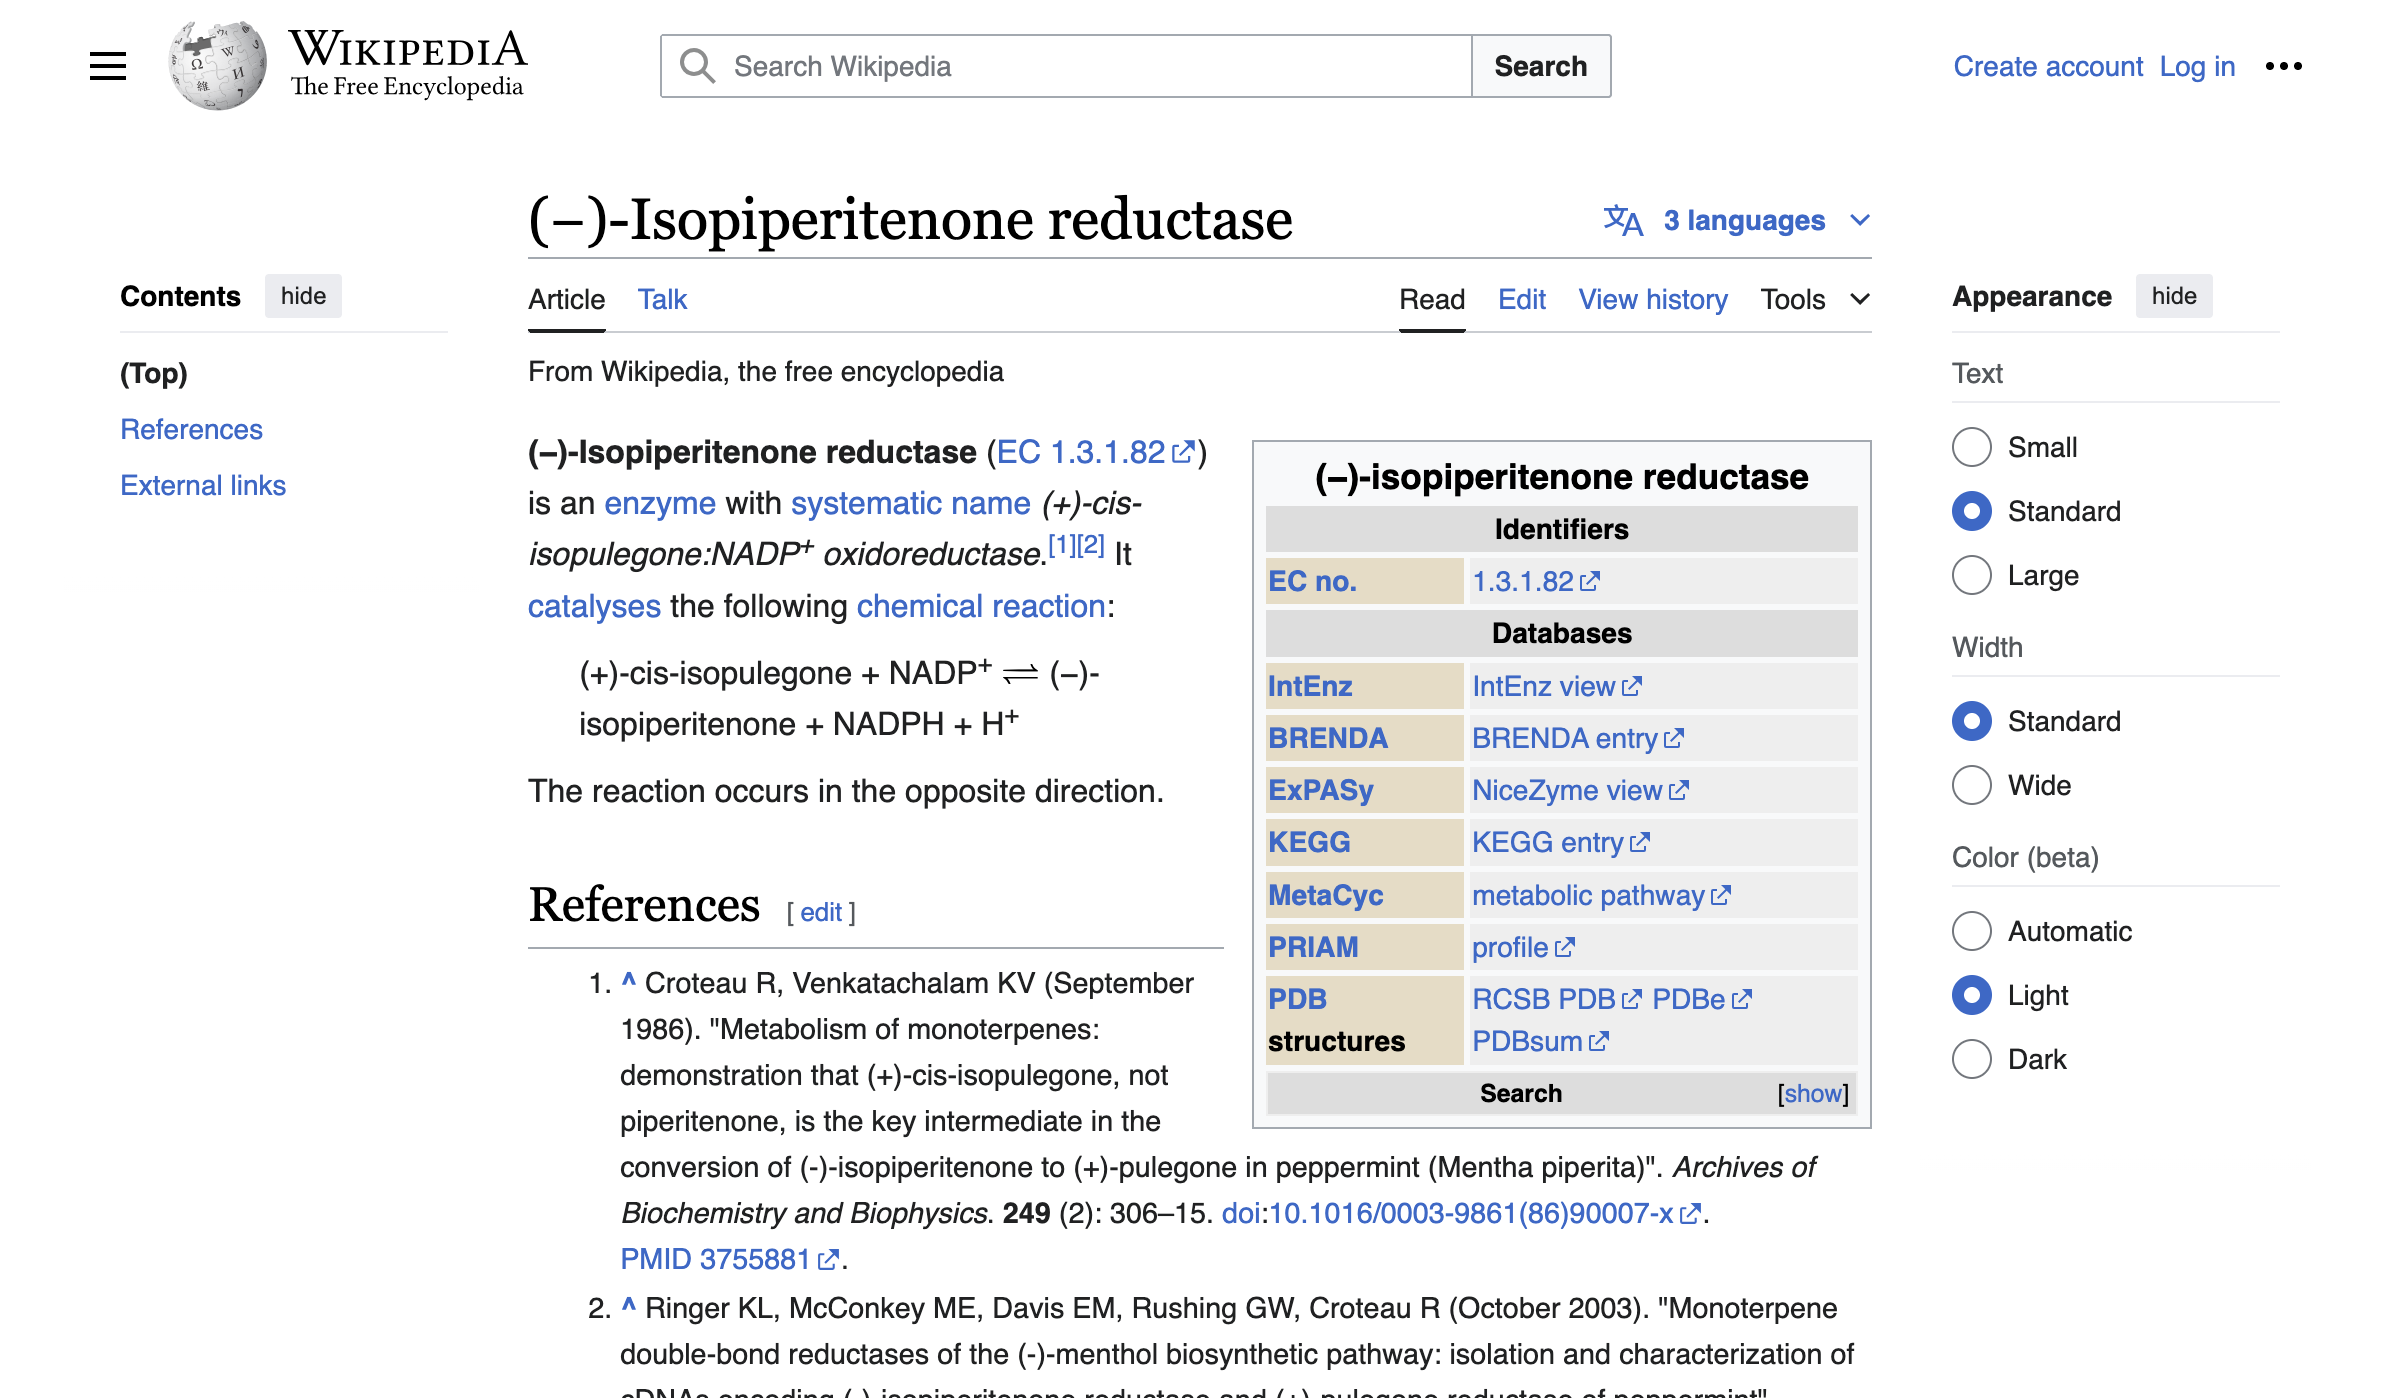 WIKIPEDIA
The Free Encyclopedia
Search Wikipedia
Search
Create account
Log in
(–)-Isopiperitenone reductase
3 languages
Contents
hide
(Top)
References
External links
Article
Talk
Read
Edit
View history
Tools
From Wikipedia, the free encyclopedia
(–)-Isopiperitenone reductase (EC 1.3.1.82)
is an enzyme with systematic name (+)-cis-
isopulegone:NADP⁺ oxidoreductase.[1][2] It
catalyses the following chemical reaction:
(+)-cis-isopulegone + NADP⁺ ⇌ (–)-
isopiperitenone + NADPH + H⁺
The reaction occurs in the opposite direction.
(–)-isopiperitenone reductase
Identifiers
EC no. 1.3.1.82
Databases
IntEnz IntEnz view
BRENDA BRENDA entry
ExPASy NiceZyme view
KEGG KEGG entry
MetaCyc metabolic pathway
PRIAM profile
PDB RCSB PDB PDBe
structures PDBsum
Search [show]
References [ edit ]
1. ^ Croteau R, Venkatachalam KV (September
1986). "Metabolism of monoterpenes:
demonstration that (+)-cis-isopulegone, not
piperitenone, is the key intermediate in the
conversion of (-)-isopiperitenone to (+)-pulegone in peppermint (Mentha piperita)". Archives of
Biochemistry and Biophysics. 249 (2): 306–15. doi:10.1016/0003-9861(86)90007-x.
PMID 3755881.
2. ^ Ringer KL, McConkey ME, Davis EM, Rushing GW, Croteau R (October 2003). "Monoterpene
double-bond reductases of the (-)-menthol biosynthetic pathway: isolation and characterization of
cDNAs encoding (-)-isopiperitenone reductase and (+)-pulegone reductase of peppermint".
Appearance
hide
Text
Small
Standard
Large
Width
Standard
Wide
Color (beta)
Automatic
Light
Dark